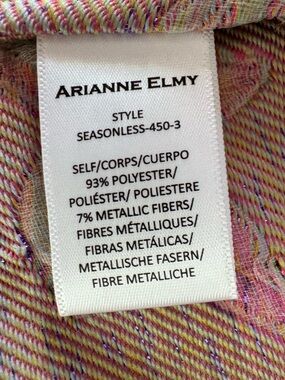 ARIANNE ELMY
STYLE
SEASONLESS-450-3
SELF/CORPS/CUERPO
93% POLYESTER/
POLIÉSTER/ POLIESTERE
7% METALLIC FIBERS/
FIBRES MÉTALLIQUES/
FIBRAS METÁLICAS/
METALLISCHE FASERN/
FIBRE METALLICHE